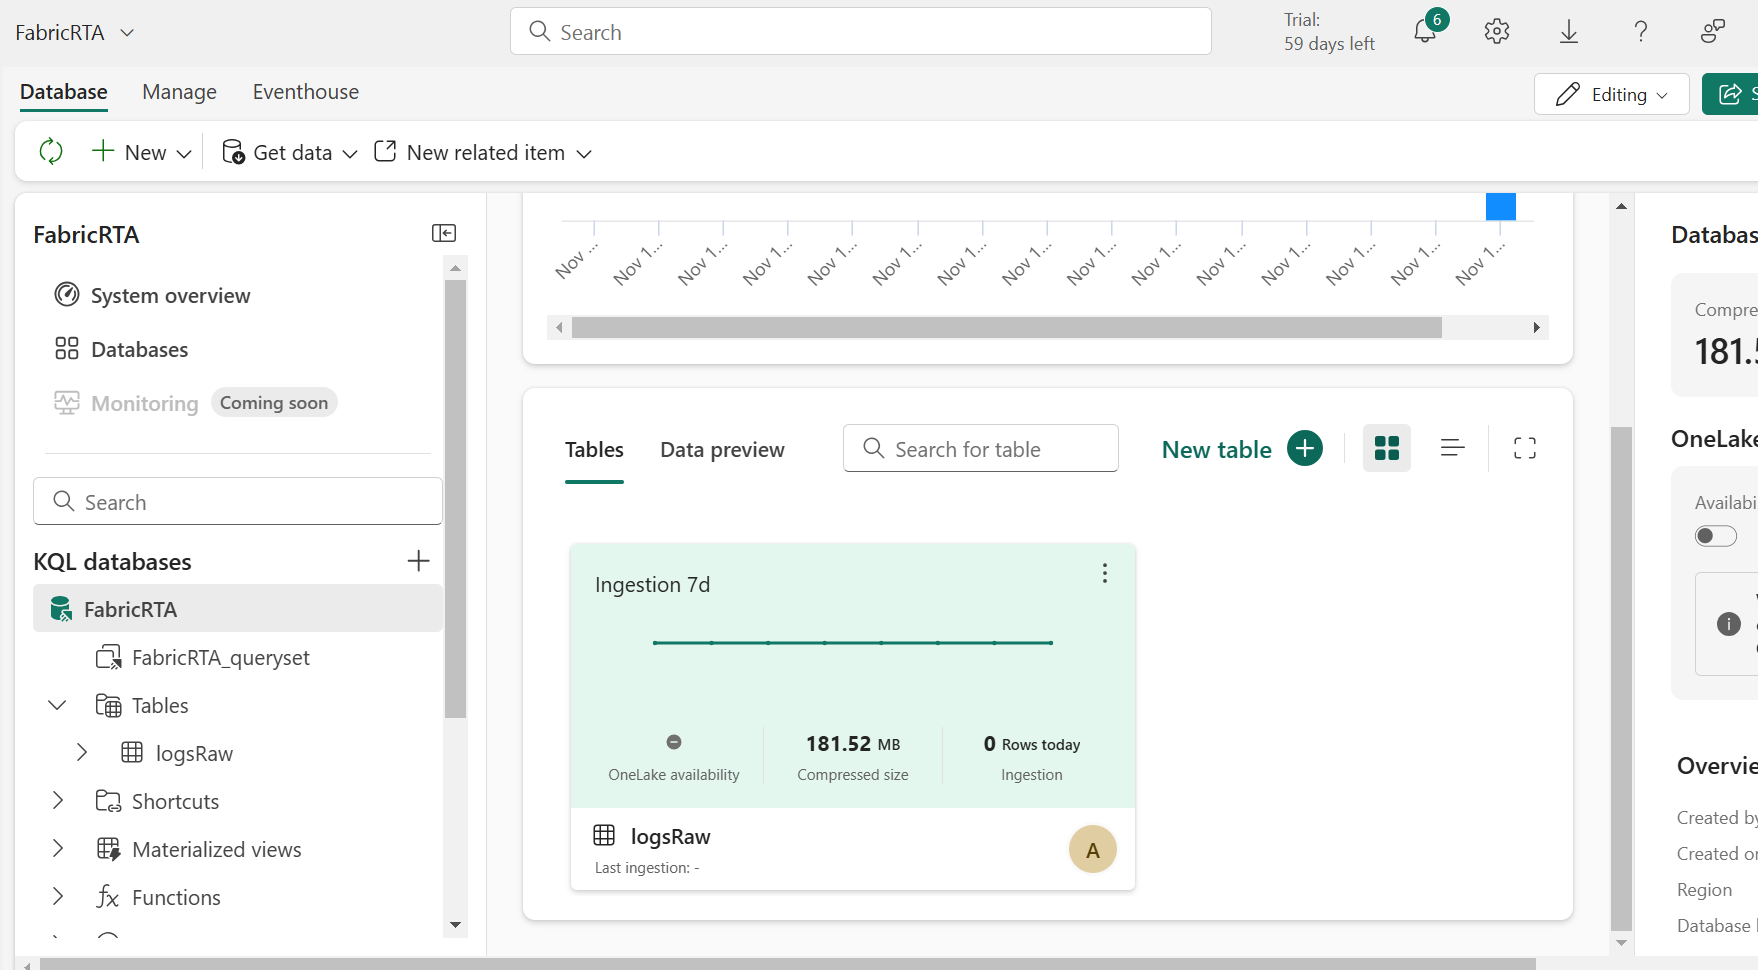 FabricRTA
Search
Trial:
59 days left
6
Database
Manage
Eventhouse
Editing
New
Get data
New related item
FabricRTA
System overview
Databases
Monitoring
Coming soon
Search
KQL databases
FabricRTA
FabricRTA_queryset
Tables
logsRaw
Shortcuts
Materialized views
Functions
Nov ...
Nov 1...
Nov 1...
Nov 1...
Nov 1...
Nov 1...
Nov 1...
Nov 1...
Nov 1...
Nov 1...
Nov 1...
Nov 1...
Nov 1...
Nov 1...
Nov 1...
Tables
Data preview
Search for table
New table
Ingestion 7d
OneLake availability
181.52 MB
Compressed size
0 Rows today
Ingestion
logsRaw
Last ingestion: -
A
Databas
Compre
181.5
OneLake
Availabi
Overvie
Created by
Created on
Region
Database